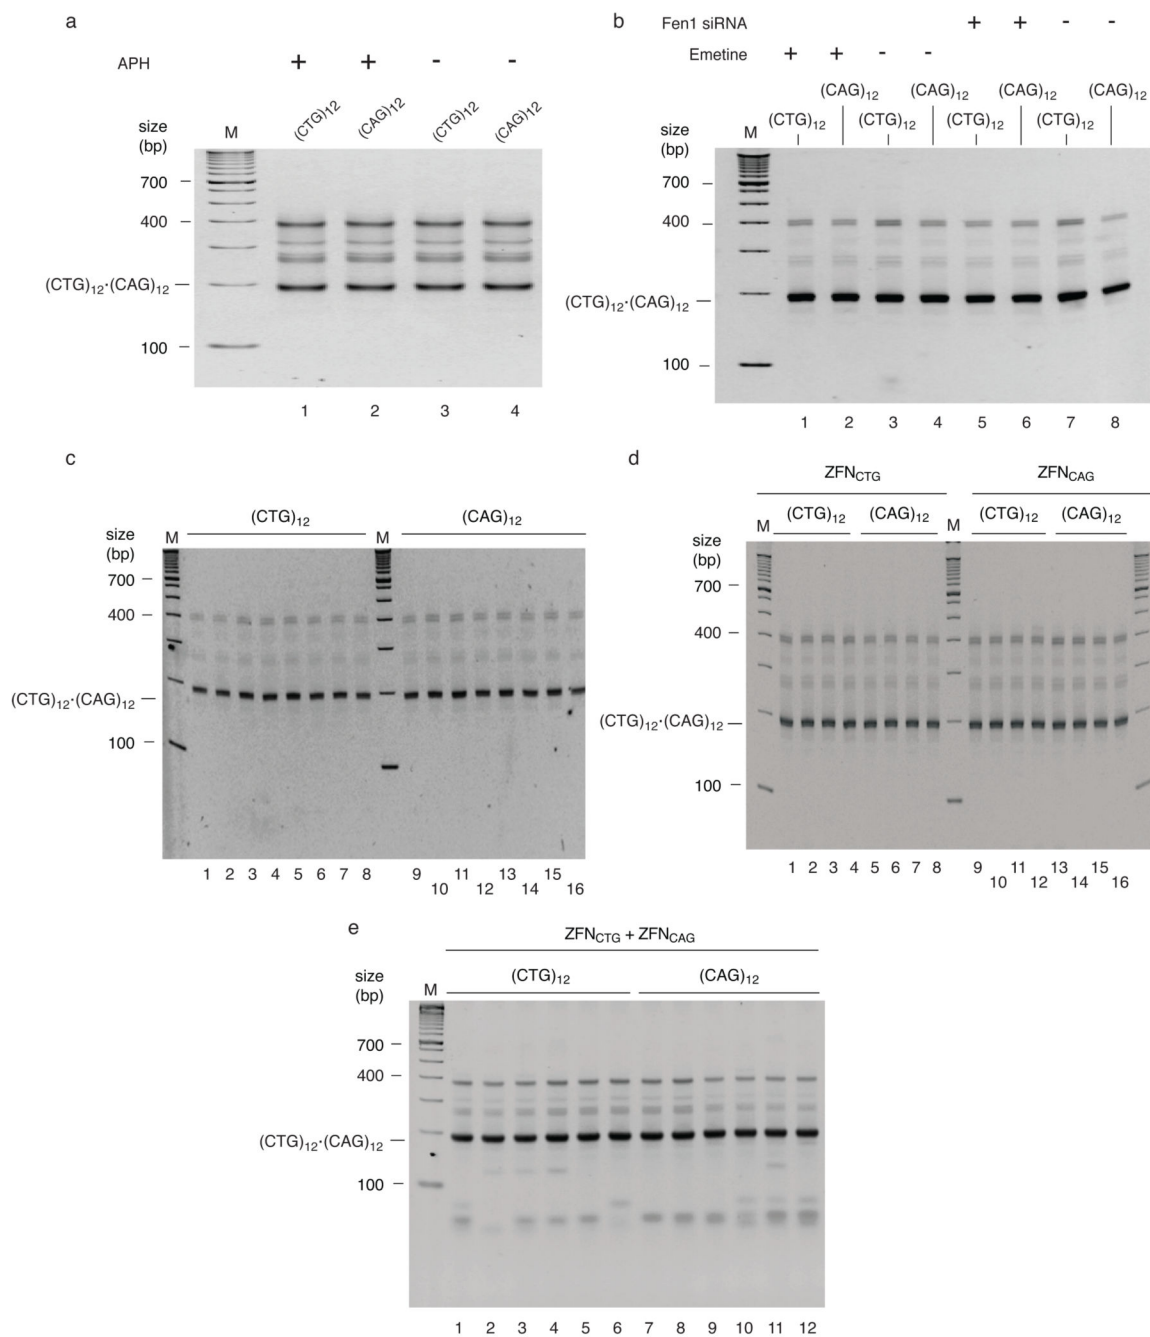 a
APH + + - -
(CTG)12 (CAG)12 (CTG)12 (CAG)12
size
(bp)
M
700
400
(CTG)12·(CAG)12
100
1 2 3 4
b
Fen1 siRNA + + - -
Emetine + + - -
(CAG)12 (CAG)12 (CAG)12 (CAG)12
(CTG)12 (CTG)12 (CTG)12 (CTG)12
size
(bp)
M
700
400
(CTG)12·(CAG)12
100
1 2 3 4 5 6 7 8
c
(CTG)12 (CAG)12
size
(bp)
M M
700
400
(CTG)12·(CAG)12
100
1 2 3 4 5 6 7 8 9 10 11 12 13 14 15 16
d
ZFNCTG ZFNCAG
(CTG)12 (CAG)12 (CTG)12 (CAG)12
size
(bp)
M M
700
400
(CTG)12·(CAG)12
100
1 2 3 4 5 6 7 8 9 10 11 12 13 14 15 16
e
ZFNCTG + ZFNCAG
(CTG)12 (CAG)12
size
(bp)
M
700
400
(CTG)12·(CAG)12
100
1 2 3 4 5 6 7 8 9 10 11 12